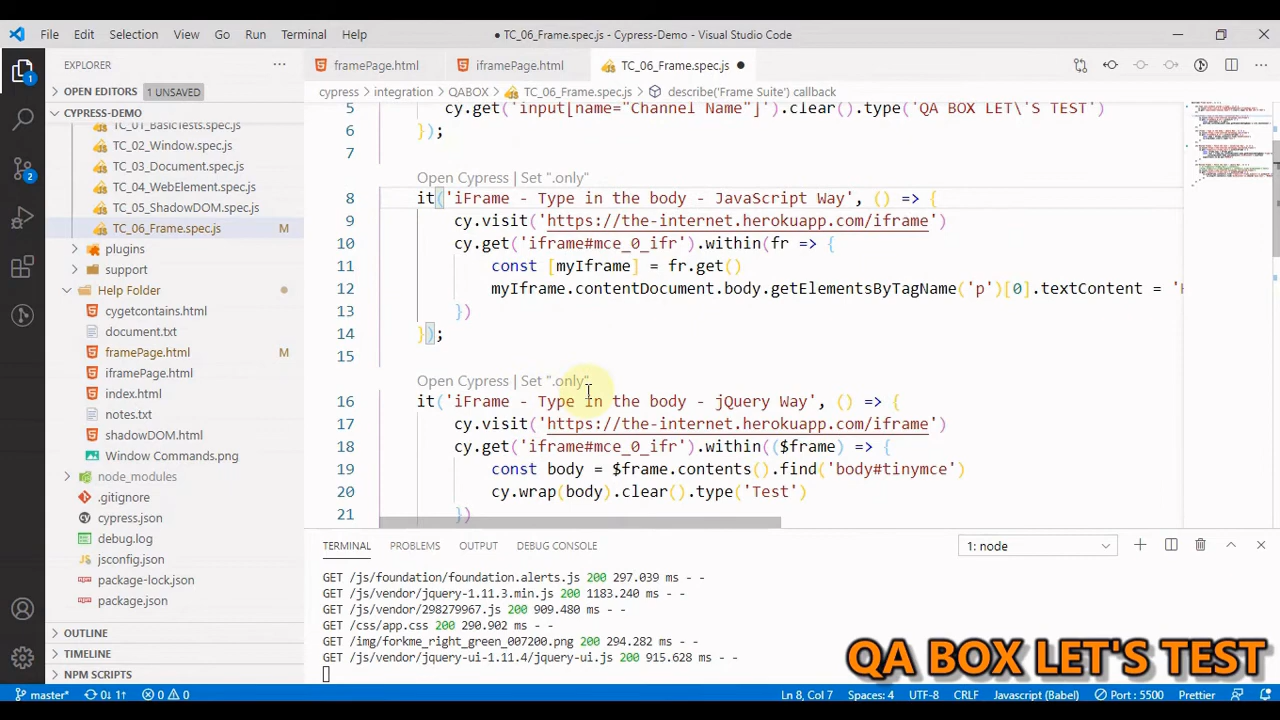 File Edit Selection View Go Run Terminal Help
● TC_06_Frame.spec.js - Cypress-Demo - Visual Studio Code
EXPLORER
OPEN EDITORS 1 UNSAVED
CYPRESS-DEMO
TC_01_BasicTests.spec.js
TC_02_Window.spec.js
TC_03_Document.spec.js
TC_04_WebElement.spec.js
TC_05_ShadowDOM.spec.js
TC_06_Frame.spec.js M
plugins
support
Help Folder
cygetcontains.html
document.txt
framePage.html M
iframePage.html
index.html
notes.txt
shadowDOM.html
Window Commands.png
node_modules
.gitignore
cypress.json
debug.log
jsconfig.json
package-lock.json
package.json
OUTLINE
TIMELINE
NPM SCRIPTS
framePage.html iframePage.html TC_06_Frame.spec.js ●
cypress > integration > QABOX > TC_06_Frame.spec.js > describe('Frame Suite') callback
5 cy.get('input[name="Channel Name"]').clear().type('QA BOX LET\'S TEST')
6 });
7
Open Cypress | Set ".only"
8 it('iFrame - Type in the body - JavaScript Way', () => {
9 cy.visit('https://the-internet.herokuapp.com/iframe')
10 cy.get('iframe#mce_0_ifr').within(fr => {
11 const [myIframe] = fr.get()
12 myIframe.contentDocument.body.getElementsByTagName('p')[0].textContent =
13 })
14 });
15
Open Cypress | Set ".only"
16 it('iFrame - Type in the body - jQuery Way', () => {
17 cy.visit('https://the-internet.herokuapp.com/iframe')
18 cy.get('iframe#mce_0_ifr').within(($frame) => {
19 const body = $frame.contents().find('body#tinymce')
20 cy.wrap(body).clear().type('Test')
21 })
TERMINAL PROBLEMS OUTPUT DEBUG CONSOLE 1: node
GET /js/foundation/foundation.alerts.js 200 297.039 ms - -
GET /js/vendor/jquery-1.11.3.min.js 200 1183.240 ms - -
GET /js/vendor/298279967.js 200 909.480 ms - -
GET /css/app.css 200 290.902 ms - -
GET /img/forkme_right_green_007200.png 200 294.282 ms - -
GET /js/vendor/jquery-ui-1.11.4/jquery-ui.js 200 915.628 ms - -
QA BOX LET'S TEST
master* 0↓ 1↑ 0 0 Ln 8, Col 7 Spaces: 4 UTF-8 CRLF Javascript (Babel) Port : 5500 Prettier